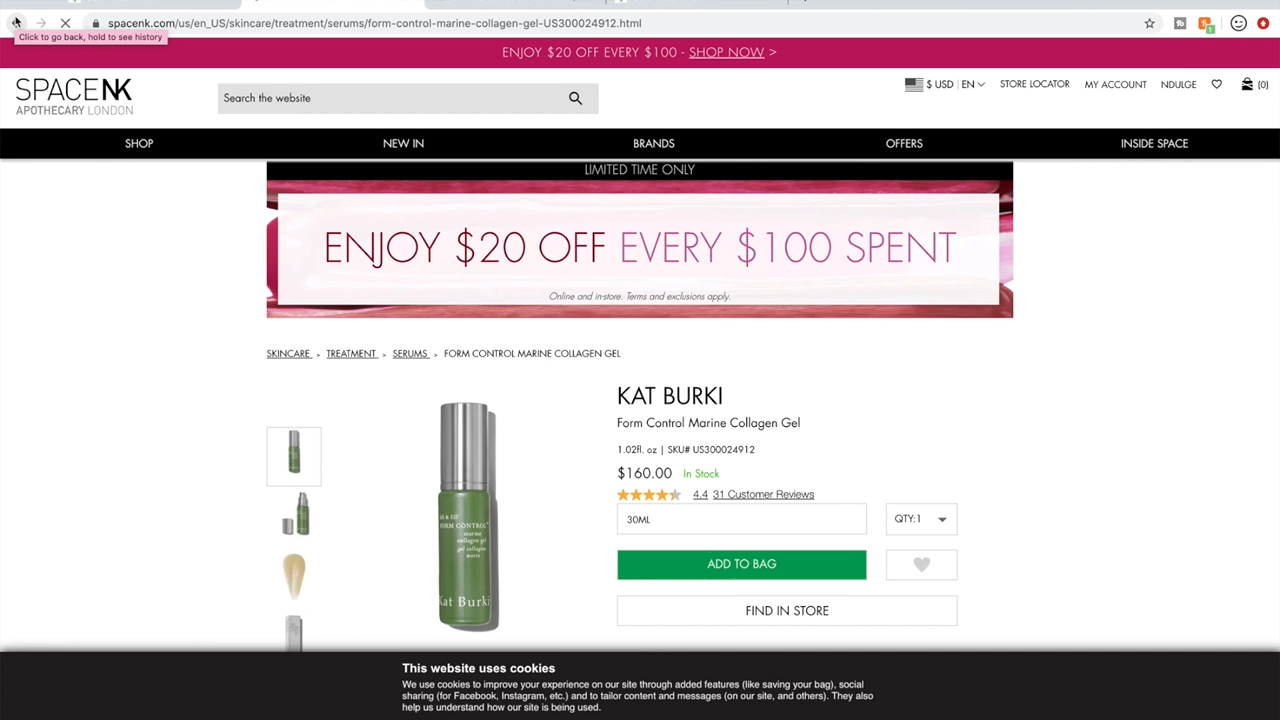 spacenk.com/us/en_US/skincare/treatment/serums/form-control-marine-collagen-gel-US300024912.html
Click to go back, hold to see history
ENJOY $20 OFF EVERY $100 - SHOP NOW >
SPACENK
APOTHECARY LONDON
Search the website
$ USD | EN
STORE LOCATOR
MY ACCOUNT
NDULGE
(0)
SHOP
NEW IN
BRANDS
OFFERS
INSIDE SPACE
LIMITED TIME ONLY
ENJOY $20 OFF EVERY $100 SPENT
Online and in-store. Terms and exclusions apply.
SKINCARE > TREATMENT > SERUMS > FORM CONTROL MARINE COLLAGEN GEL
KAT BURKI
Form Control Marine Collagen Gel
1.02fl. oz | SKU# US300024912
$160.00 In Stock
4.4 31 Customer Reviews
30ML
QTY:1
ADD TO BAG
FIND IN STORE
FORM CONTROL
marine
collagen gel
gel collagen
Kat Burki
This website uses cookies
We use cookies to improve your experience on our site through added features (like saving your bag), social
sharing (for Facebook, Instagram, etc.) and to tailor content and messages (on our site, and others). They also
help us understand how our site is being used.